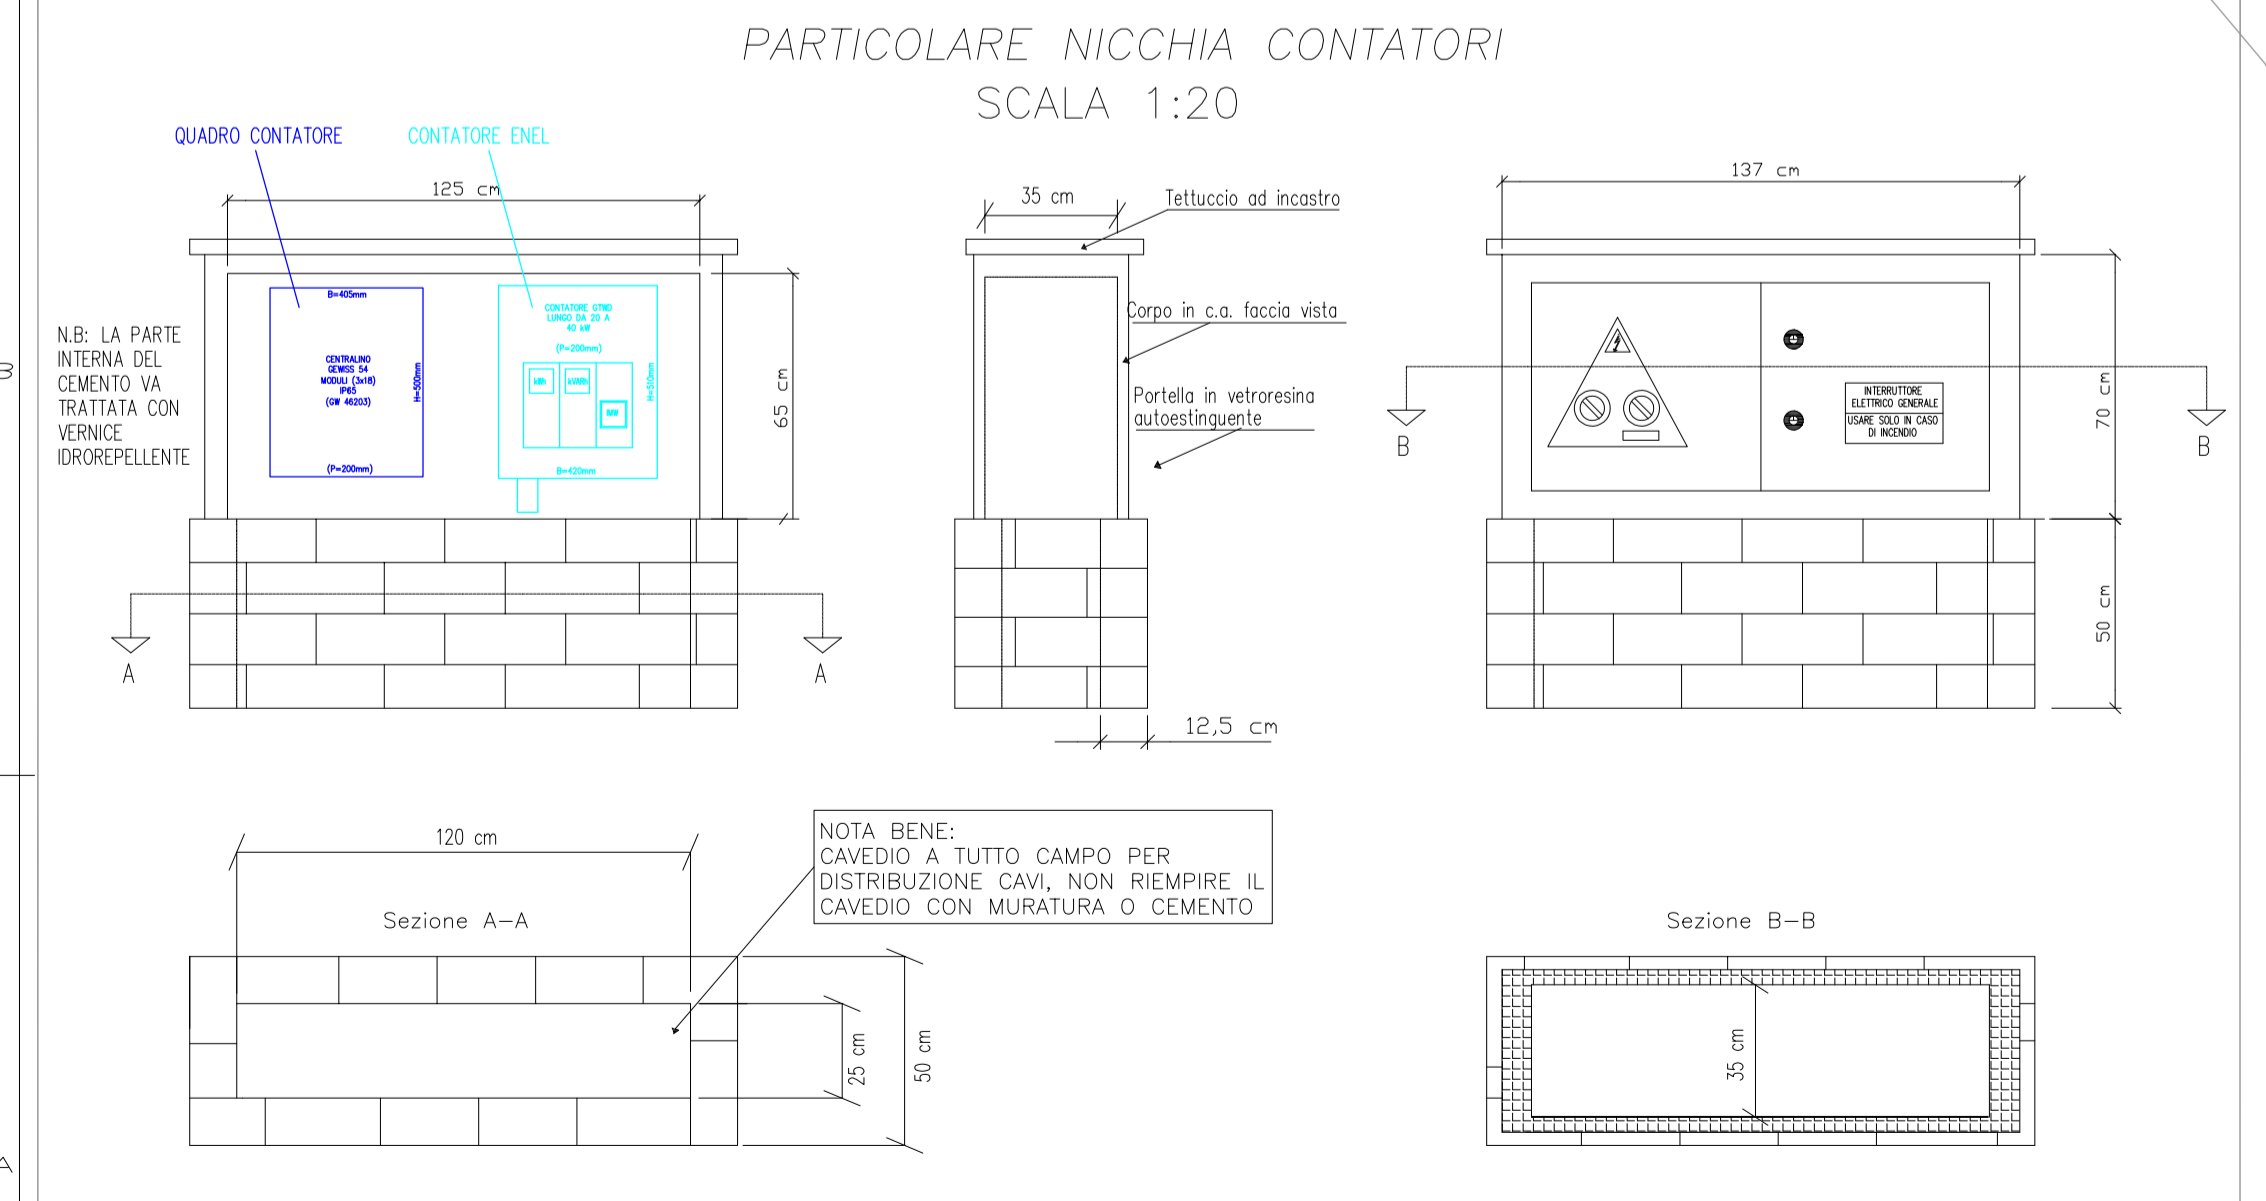 PARTICOLARE NICCHIA CONTATORI
SCALA 1:20
QUADRO CONTATORE
CONTATORE ENEL
125 cm
B=405mm
CENTRALINO
GEWISS 54
MODULI (3x18)
IP65
(GW 46203)
H=500mm
(P=200mm)
CONTATORE GTWD
LUNGO DA 20 A
40 kW
(P=200mm)
kWh
kVARh
H=510mm
B=420mm
65 cm
N.B: LA PARTE
INTERNA DEL
CEMENTO VA
TRATTATA CON
VERNICE
IDROREPELLENTE
A
A
35 cm
Tettuccio ad incastro
Corpo in c.a. faccia vista
Portella in vetroresina
autoestinguente
12,5 cm
137 cm
INTERRUTTORE
ELETTRICO GENERALE
USARE SOLO IN CASO
DI INCENDIO
B
B
70 cm
50 cm
120 cm
Sezione A-A
NOTA BENE:
CAVEDIO A TUTTO CAMPO PER
DISTRIBUZIONE CAVI, NON RIEMPIRE IL
CAVEDIO CON MURATURA O CEMENTO
25 cm
50 cm
Sezione B-B
35 cm
A